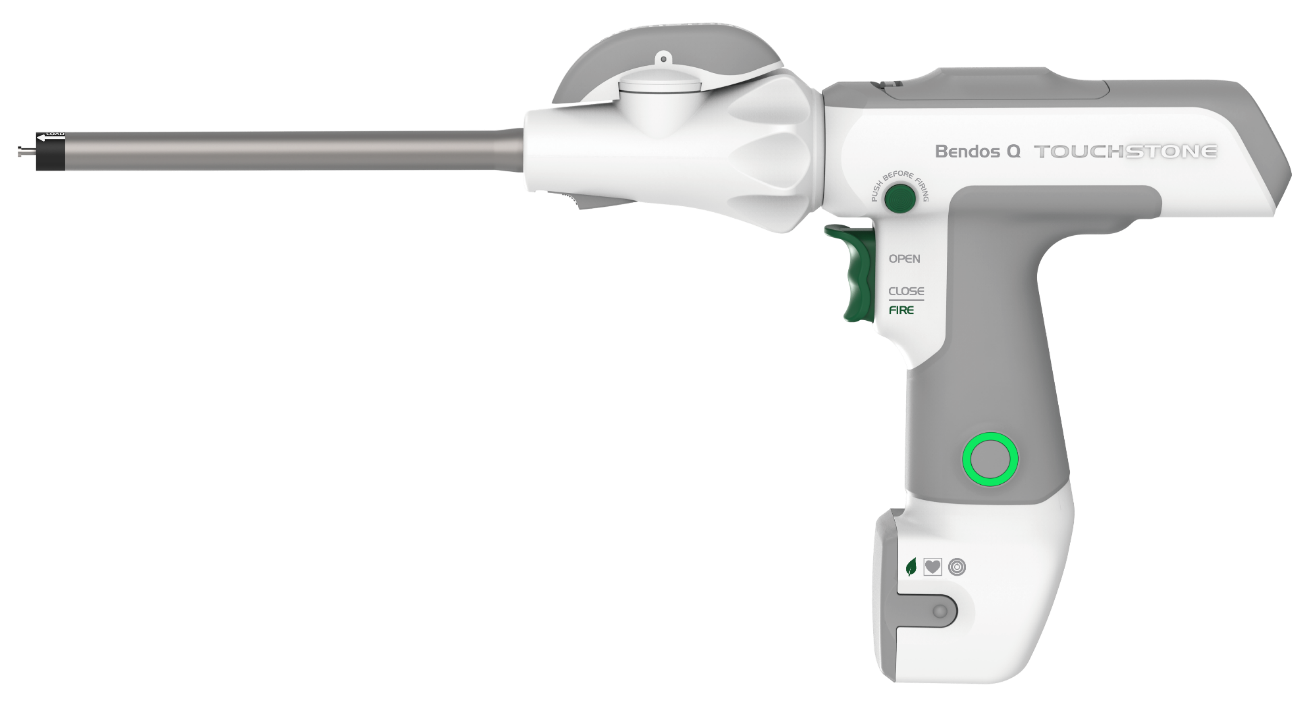 Bendos Q TOUCHSTONE
PUSH BEFORE FIRING
OPEN
CLOSE
FIRE